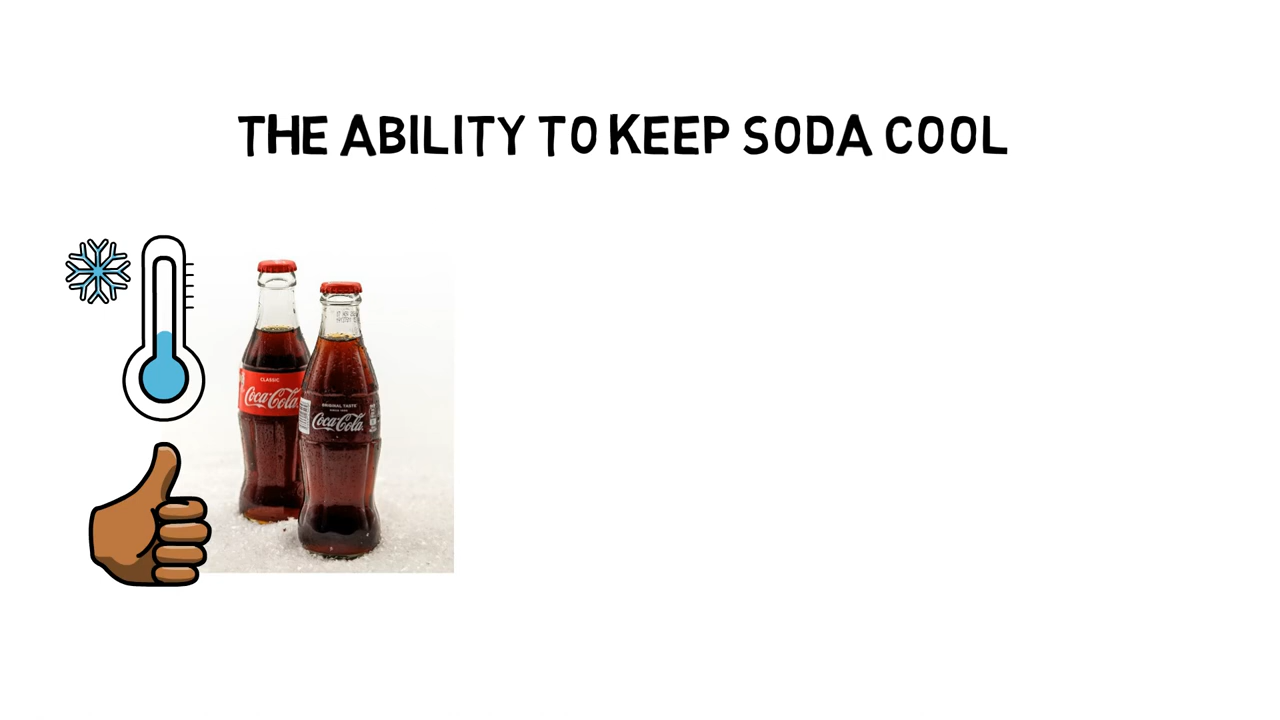 THE ABILITY TO KEEP SODA COOL
CLASSIC
Coca-Cola
ORIGINAL TASTE
Coca-Cola